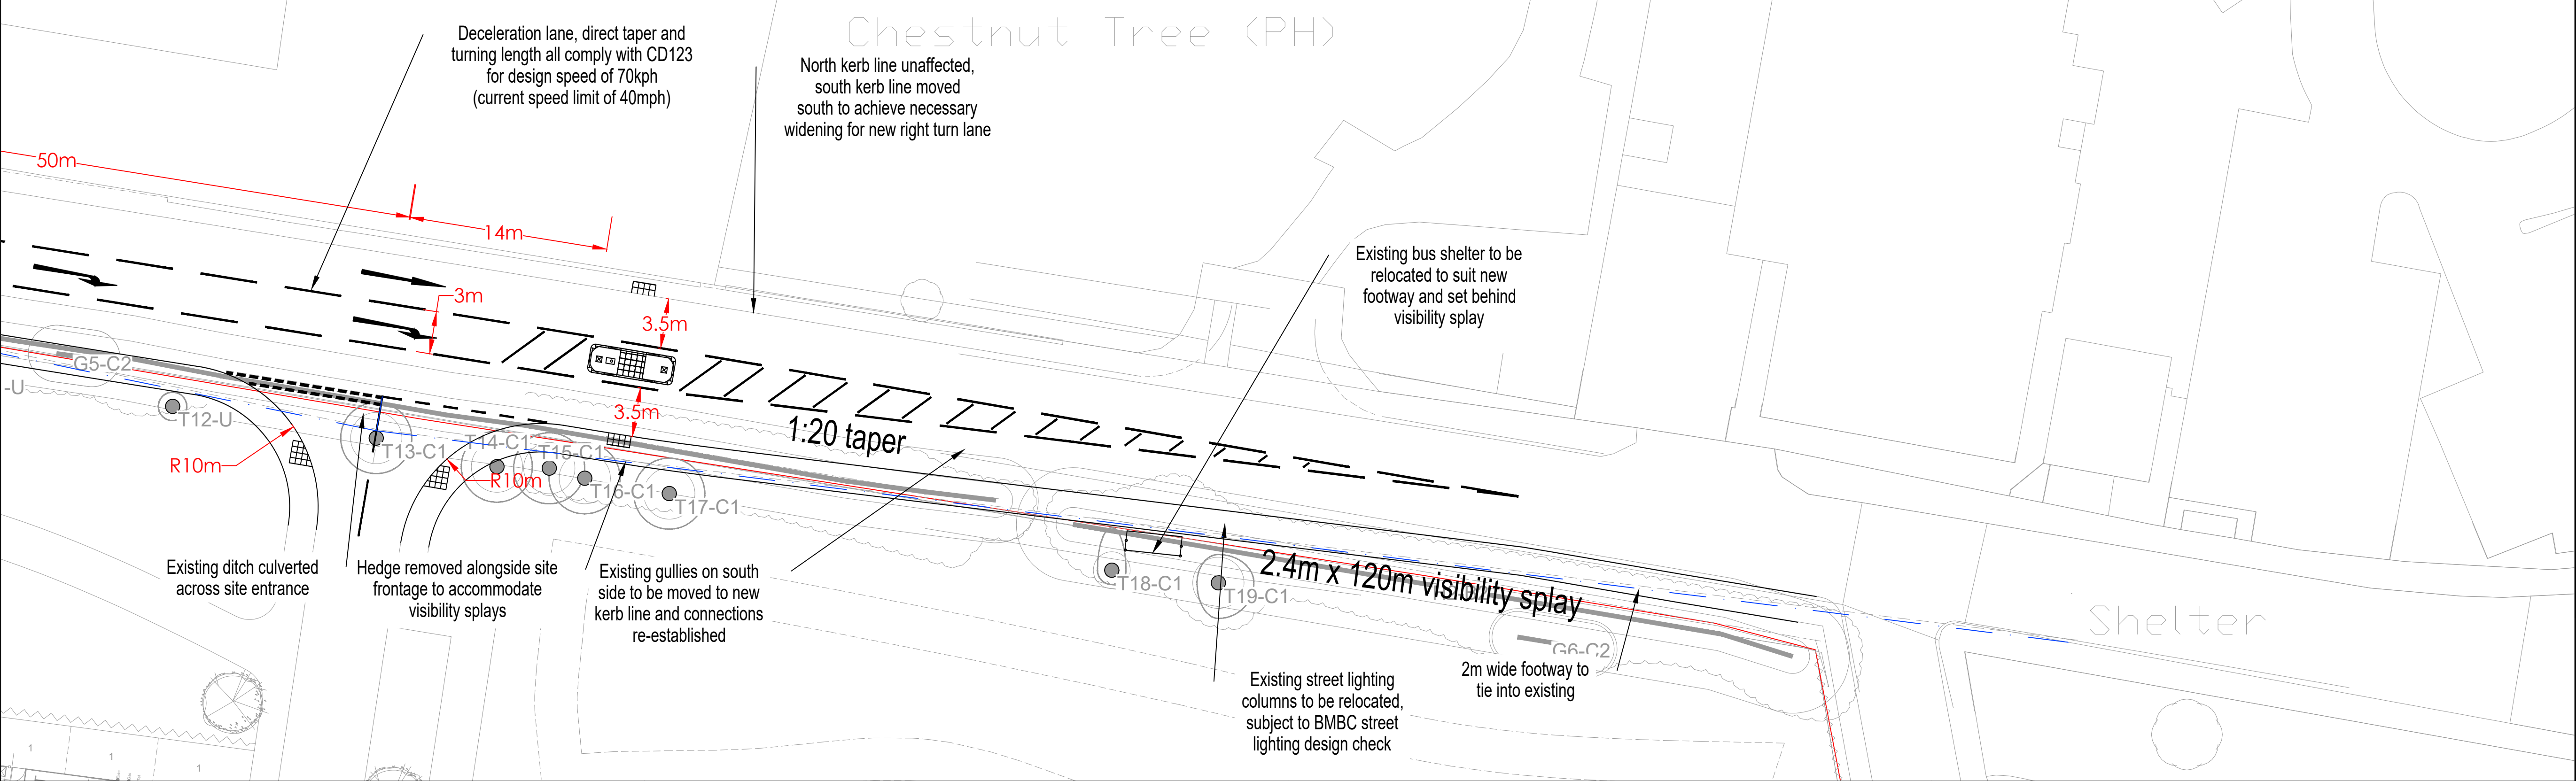 Chestnut Tree (PH)
Deceleration lane, direct taper and
turning length all comply with CD123
for design speed of 70kph
(current speed limit of 40mph)
North kerb line unaffected,
south kerb line moved
south to achieve necessary
widening for new right turn lane
50m
14m
3m
3.5m
3.5m
Existing bus shelter to be
relocated to suit new
footway and set behind
visibility splay
G5-C2
-U
T12-U
T13-C1
T14-C1
T15-C1
T16-C1
T17-C1
R10m
R10m
1:20 taper
T18-C1
T19-C1
2.4m x 120m visibility splay
G6-C2
Shelter
Existing ditch culverted
across site entrance
Hedge removed alongside site
frontage to accommodate
visibility splays
Existing gullies on south
side to be moved to new
kerb line and connections
re-established
Existing street lighting
columns to be relocated,
subject to BMBC street
lighting design check
2m wide footway to
tie into existing
1
1
1